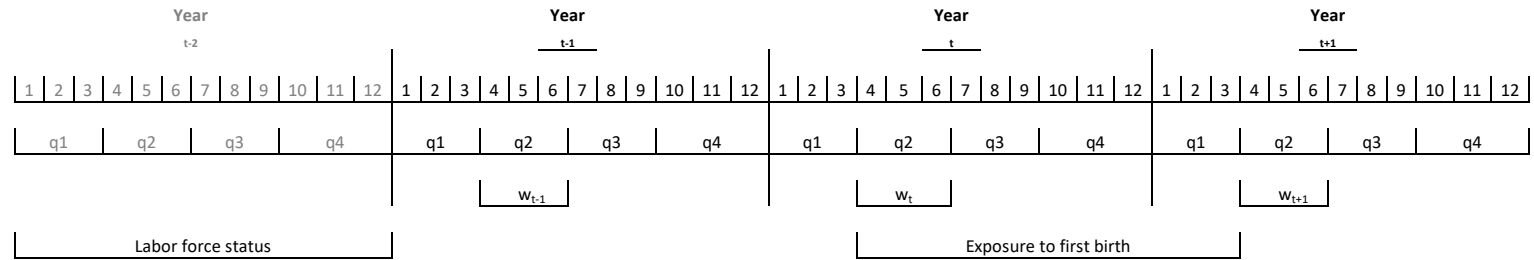 Year Year Year Year
t-2 t-1 t t+1
1 2 3 4 5 6 7 8 9 10 11 12 1 2 3 4 5 6 7 8 9 10 11 12 1 2 3 4 5 6 7 8 9 10 11 12 1 2 3 4 5 6 7 8 9 10 11 12
q1 q2 q3 q4 q1 q2 q3 q4 q1 q2 q3 q4 q1 q2 q3 q4
wt-1 wt wt+1
Labor force status Exposure to first birth